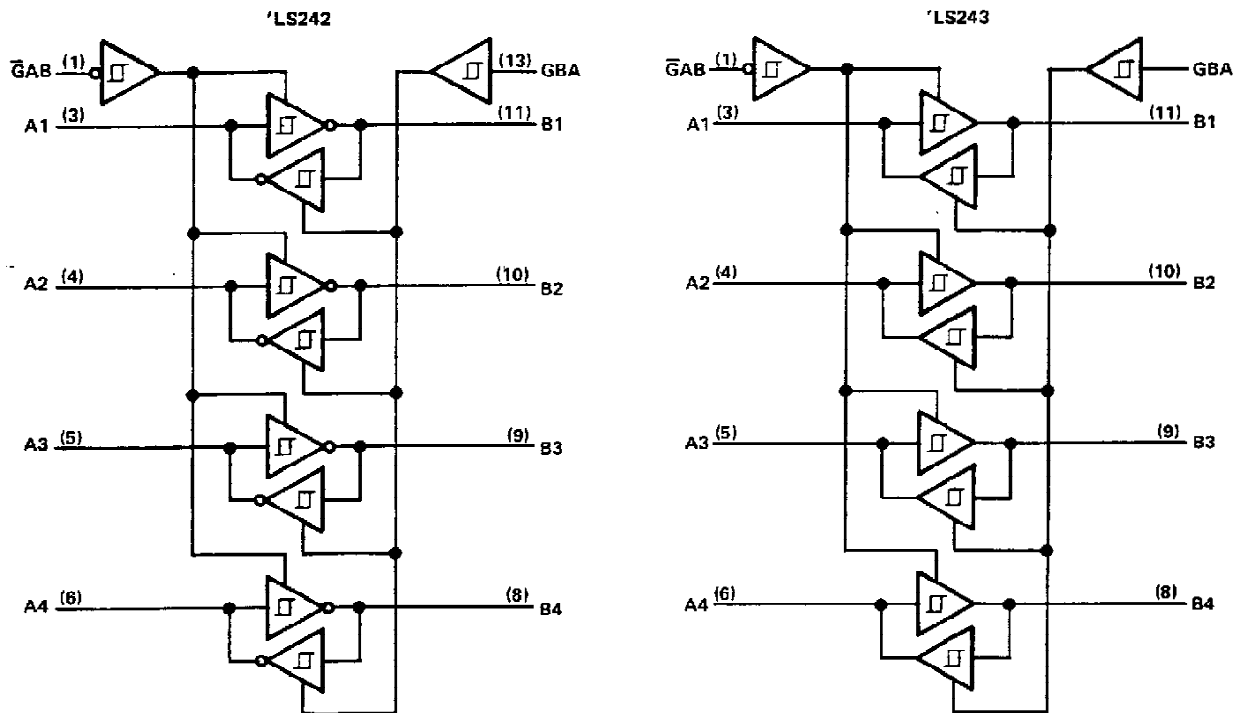 'LS242
G̅AB (1)
(13) GBA
A1 (3)
(11) B1
A2 (4)
(10) B2
A3 (5)
(9) B3
A4 (6)
(8) B4
'LS243
G̅AB (1)
GBA
A1 (3)
(11) B1
A2 (4)
(10) B2
A3 (5)
(9) B3
A4 (6)
(8) B4